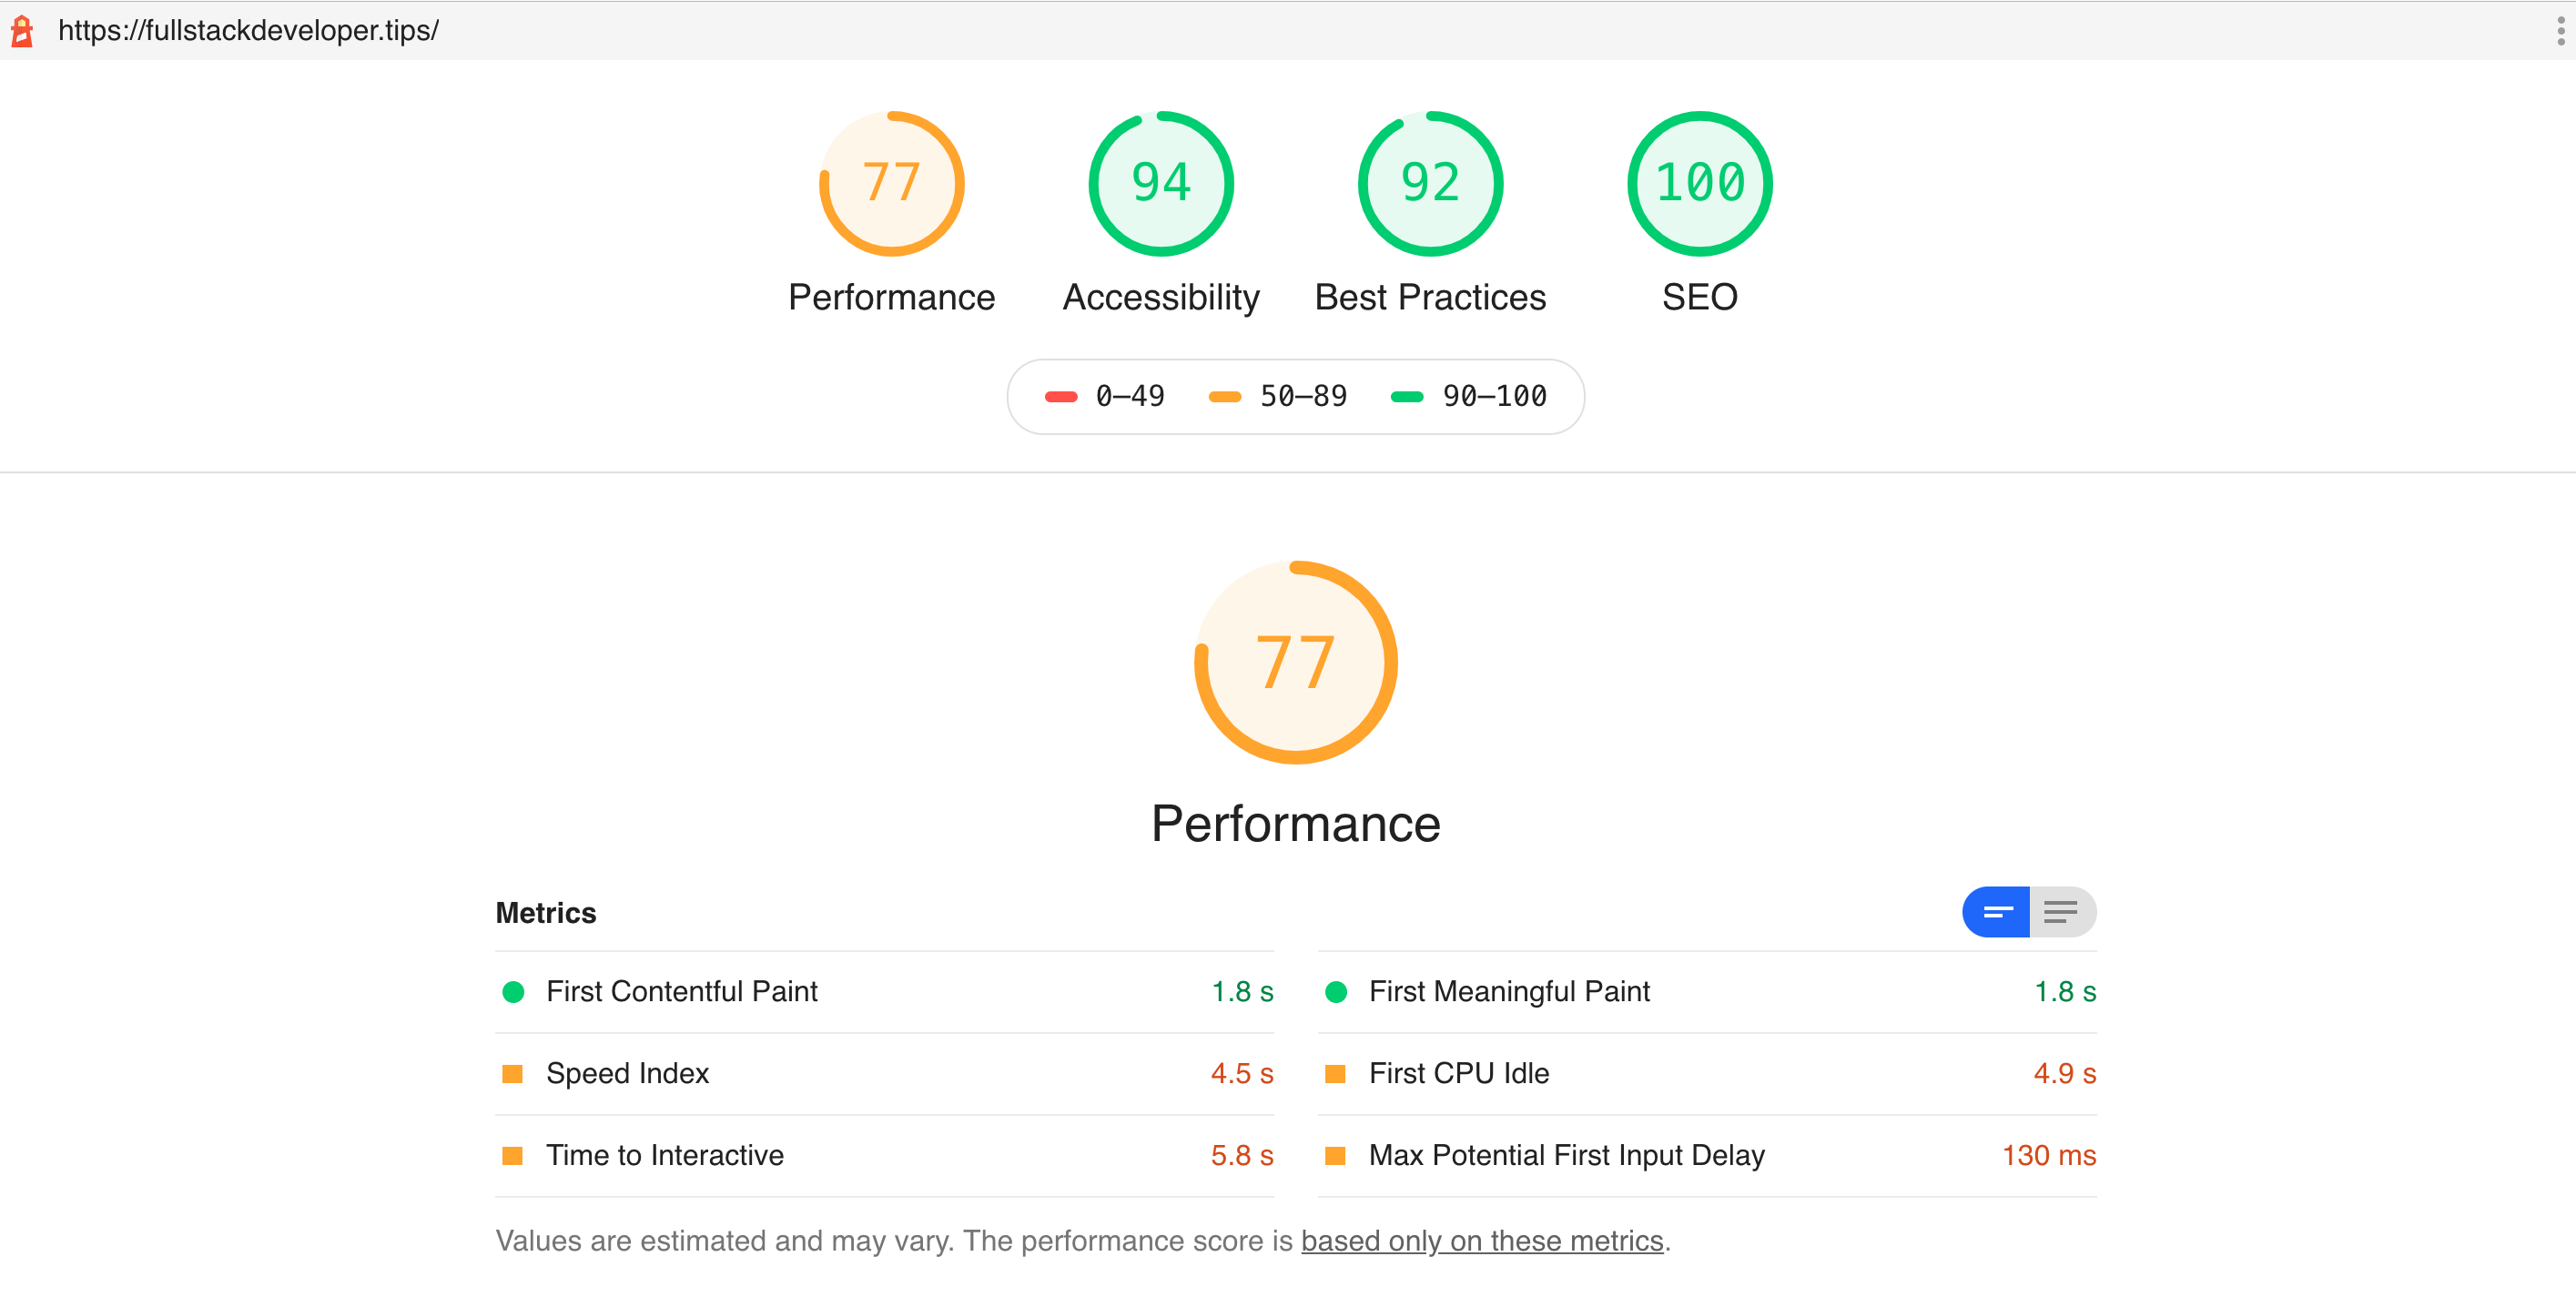 https://fullstackdeveloper.tips/
77 94 92 100
Performance Accessibility Best Practices SEO
0–49 50–89 90–100
77
Performance
Metrics
First Contentful Paint 1.8 s First Meaningful Paint 1.8 s
Speed Index 4.5 s First CPU Idle 4.9 s
Time to Interactive 5.8 s Max Potential First Input Delay 130 ms
Values are estimated and may vary. The performance score is based only on these metrics.